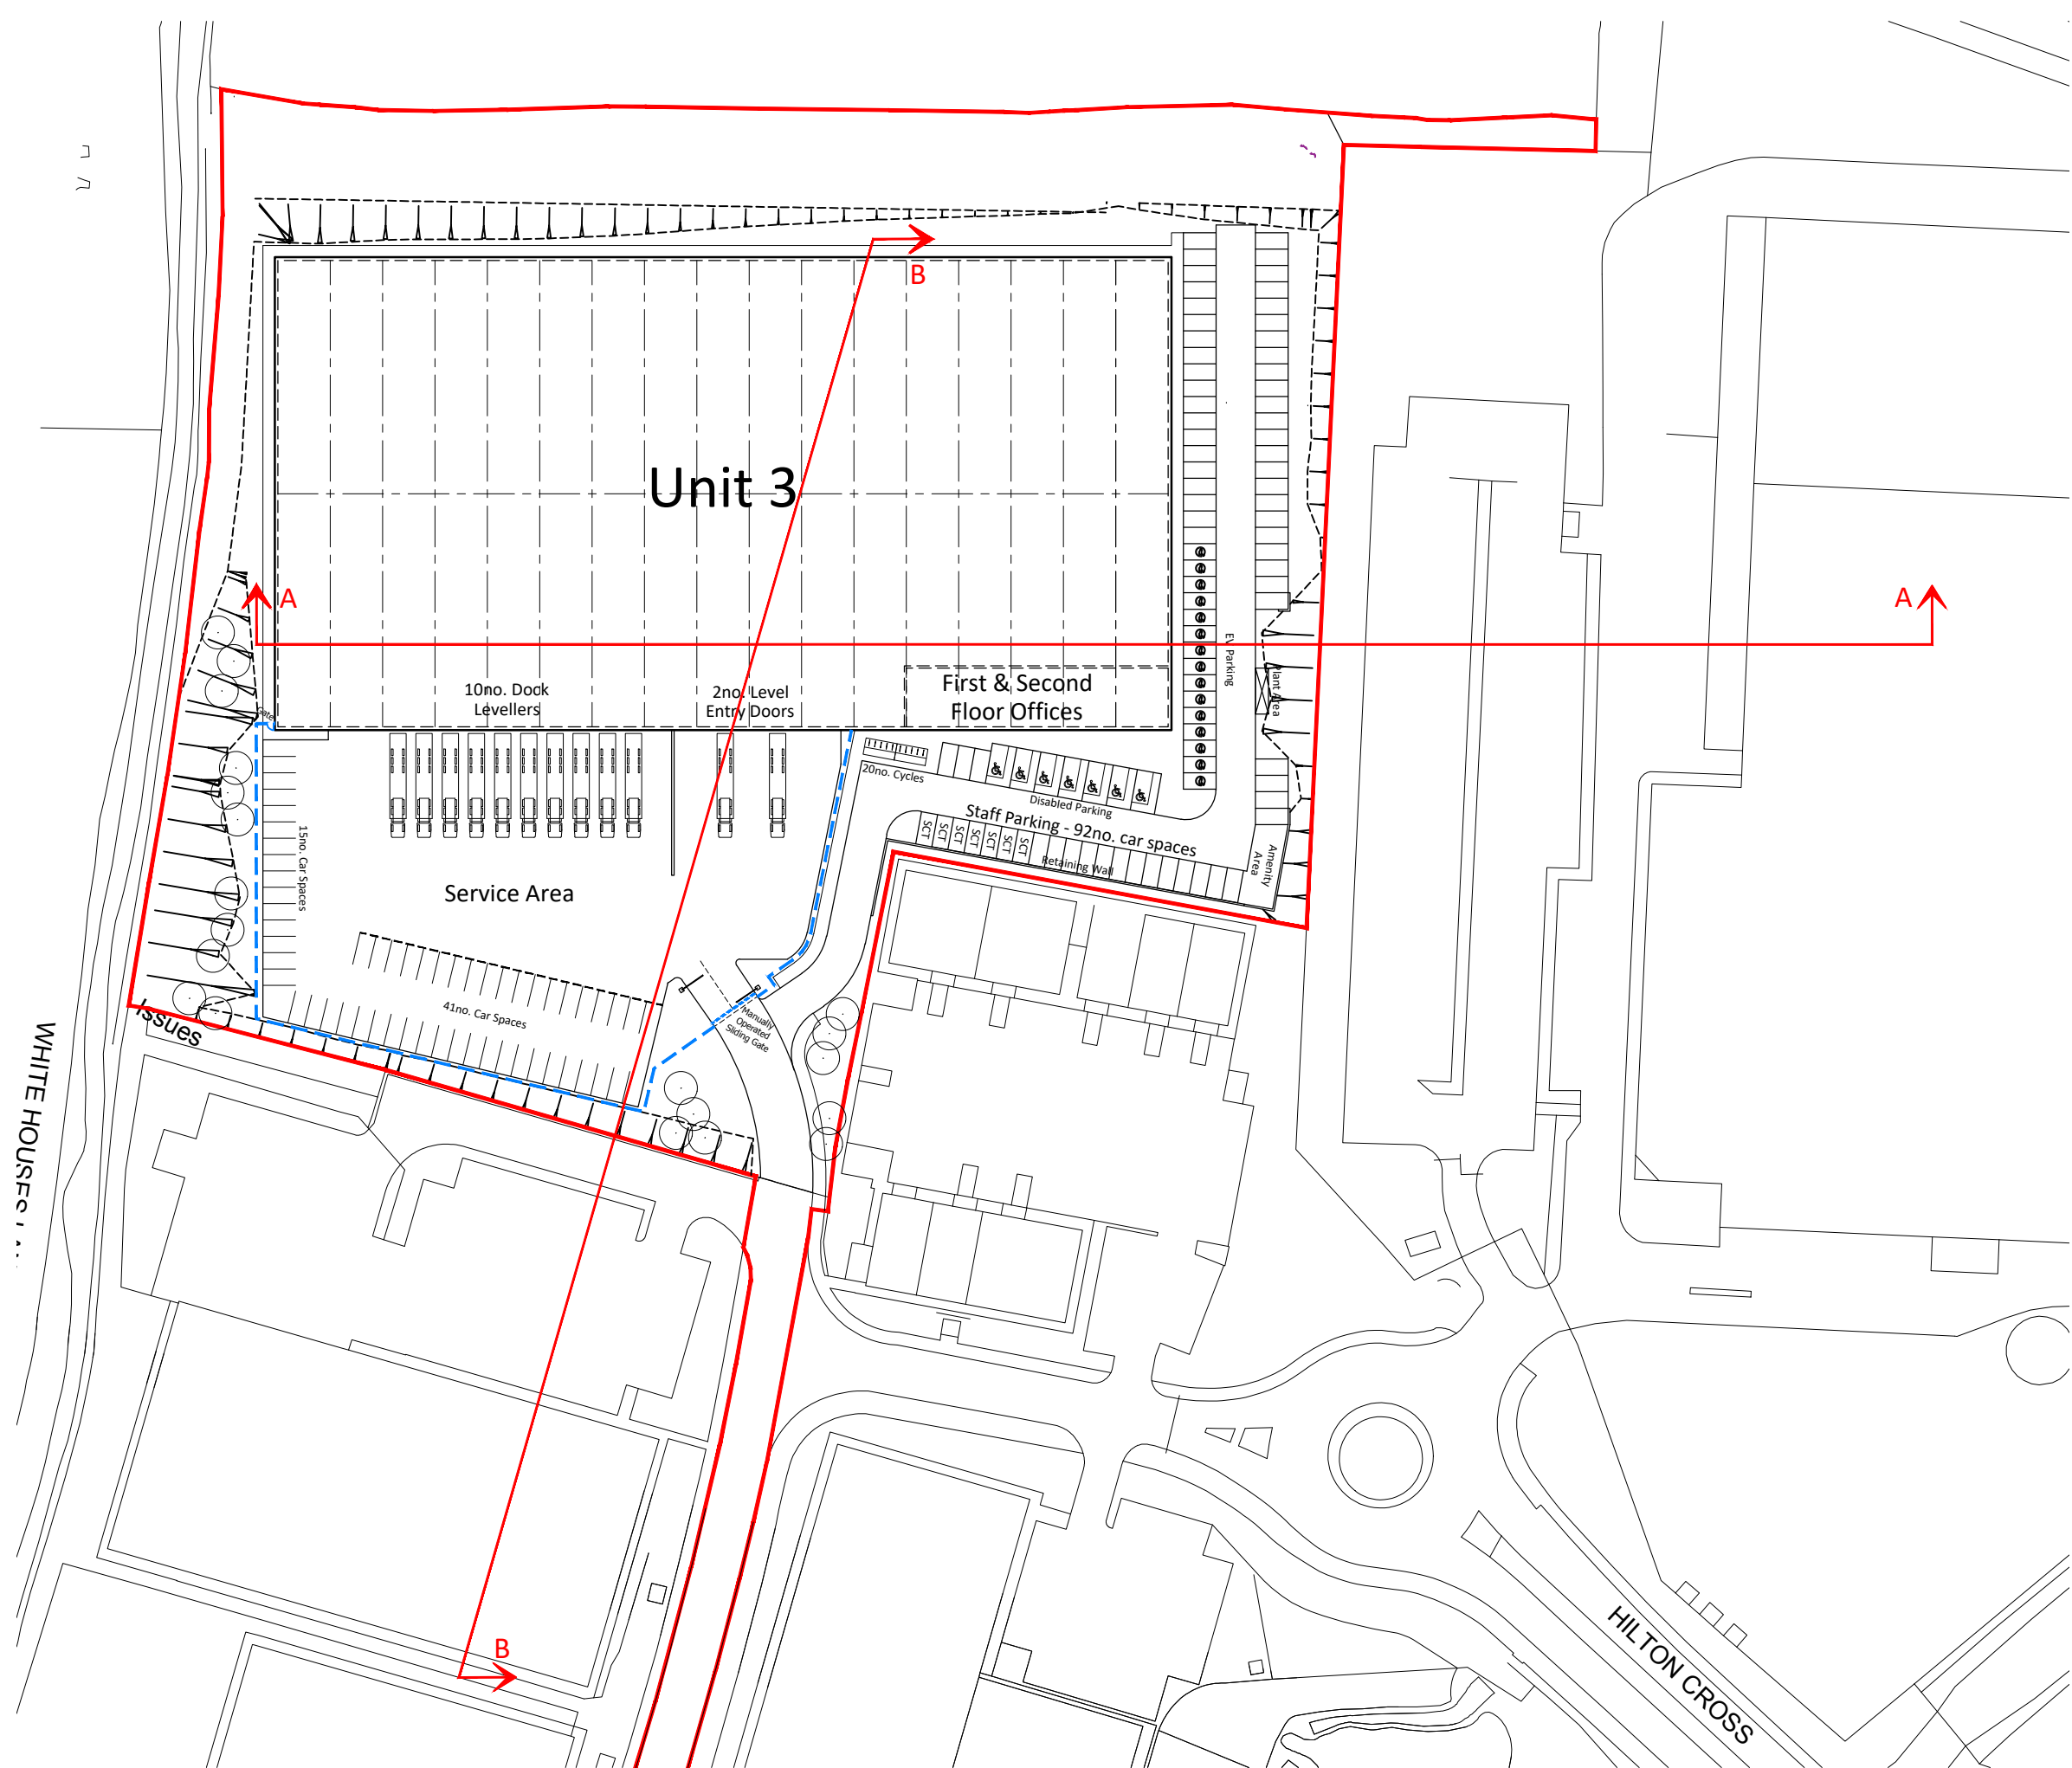 B
Unit 3
A
A
EV Parking
10no. Dock
Levellers
2no. Level
Entry Doors
First & Second
Floor Offices
Plant Area
Gate
20no. Cycles
Disabled Parking
Staff Parking - 92no. car spaces
SCT
SCT
SCT
SCT
SCT
SCT
SCT
Retaining Wall
Amenity
Area
15no. Car Spaces
Service Area
41no. Car Spaces
Manually
Operated
Sliding Gate
Issues
WHITE HOUSES
HILTON CROSS
B